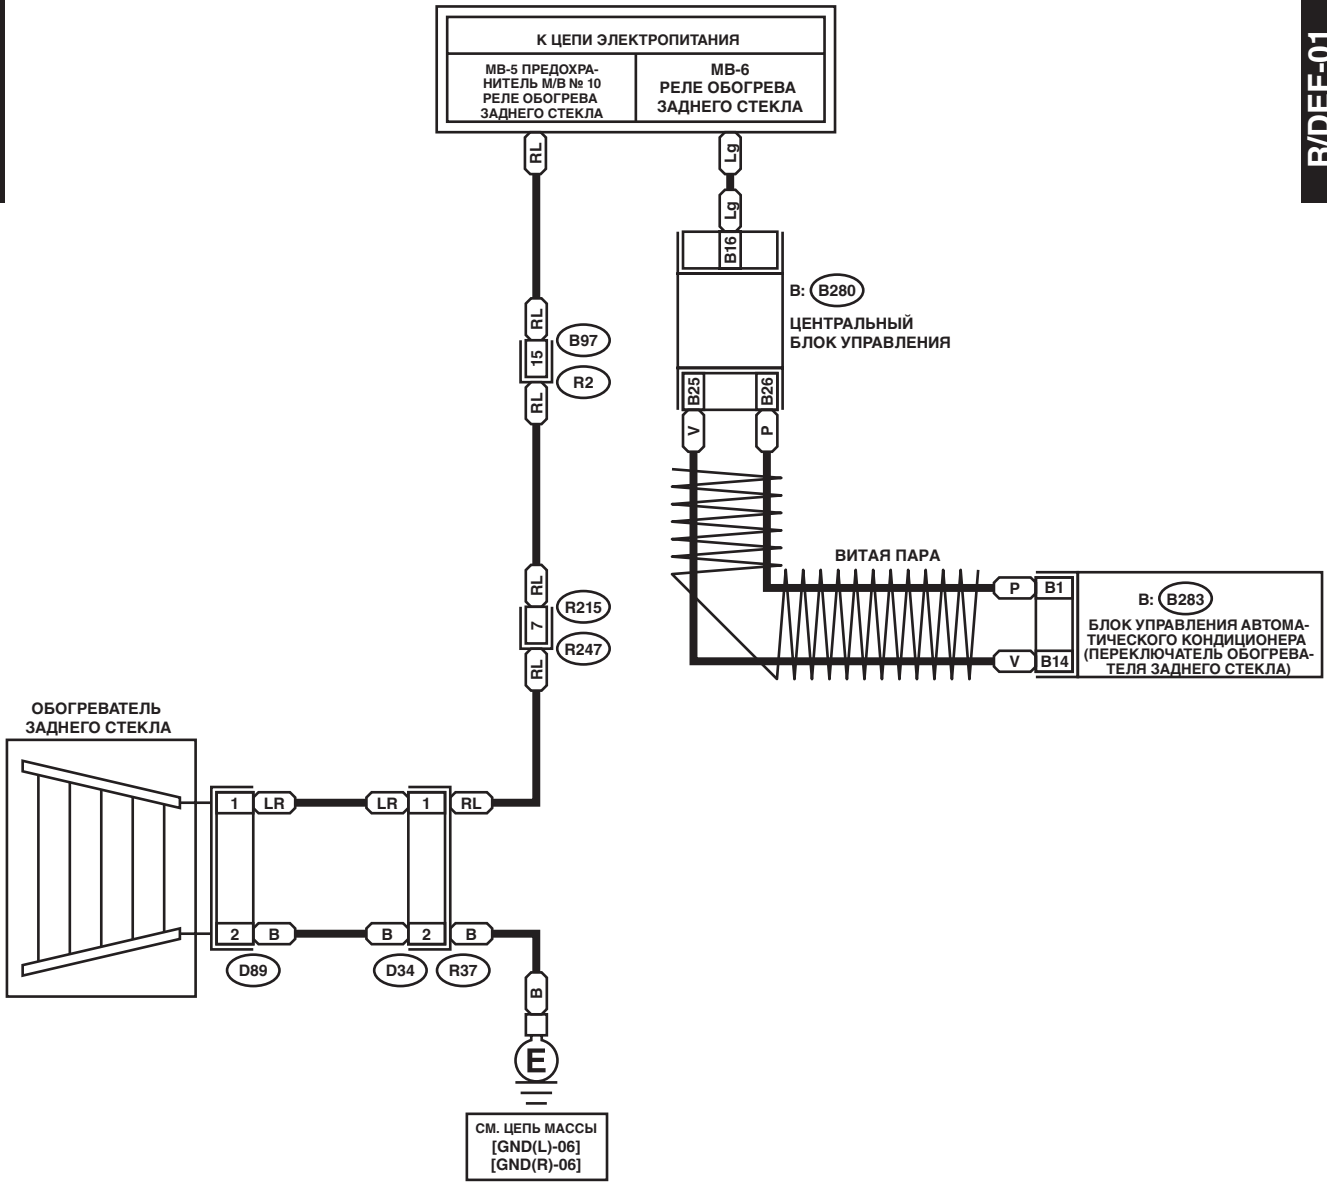 К ЦЕПИ ЭЛЕКТРОПИТАНИЯ
МВ-5 ПРЕДОХРА-
НИТЕЛЬ М/В № 10
РЕЛЕ ОБОГРЕВА
ЗАДНЕГО СТЕКЛА
МВ-6
РЕЛЕ ОБОГРЕВА
ЗАДНЕГО СТЕКЛА
B/DEF-01
RL
Lg
Lg
B16
B: B280
ЦЕНТРАЛЬНЫЙ
БЛОК УПРАВЛЕНИЯ
RL
15
B97
R2
RL
B25
B26
V
P
ВИТАЯ ПАРА
P
B1
V
B14
B: B283
БЛОК УПРАВЛЕНИЯ АВТОМА-
ТИЧЕСКОГО КОНДИЦИОНЕРА
(ПЕРЕКЛЮЧАТЕЛЬ ОБОГРЕВА-
ТЕЛЯ ЗАДНЕГО СТЕКЛА)
RL
7
R215
R247
RL
ОБОГРЕВАТЕЛЬ
ЗАДНЕГО СТЕКЛА
1
LR
LR
1
RL
2
B
B
2
B
D89
D34
R37
B
E
СМ. ЦЕПЬ МАССЫ
[GND(L)-06]
[GND(R)-06]